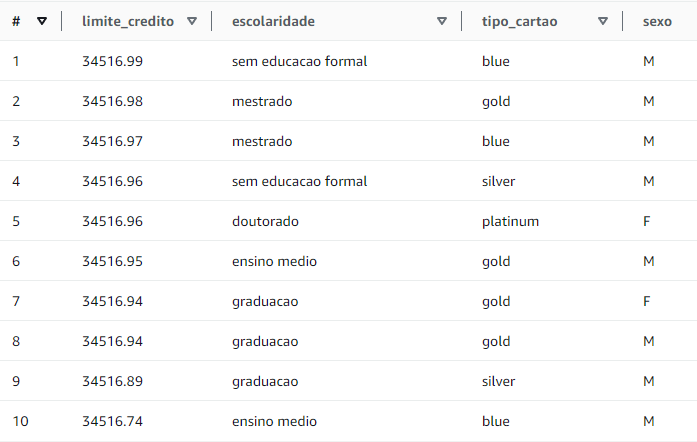 # limite_credito escolaridade tipo_cartao sexo
1 34516.99 sem educacao formal blue M
2 34516.98 mestrado gold M
3 34516.97 mestrado blue M
4 34516.96 sem educacao formal silver M
5 34516.96 doutorado platinum F
6 34516.95 ensino medio gold M
7 34516.94 graduacao gold F
8 34516.94 graduacao gold M
9 34516.89 graduacao silver M
10 34516.74 ensino medio blue M